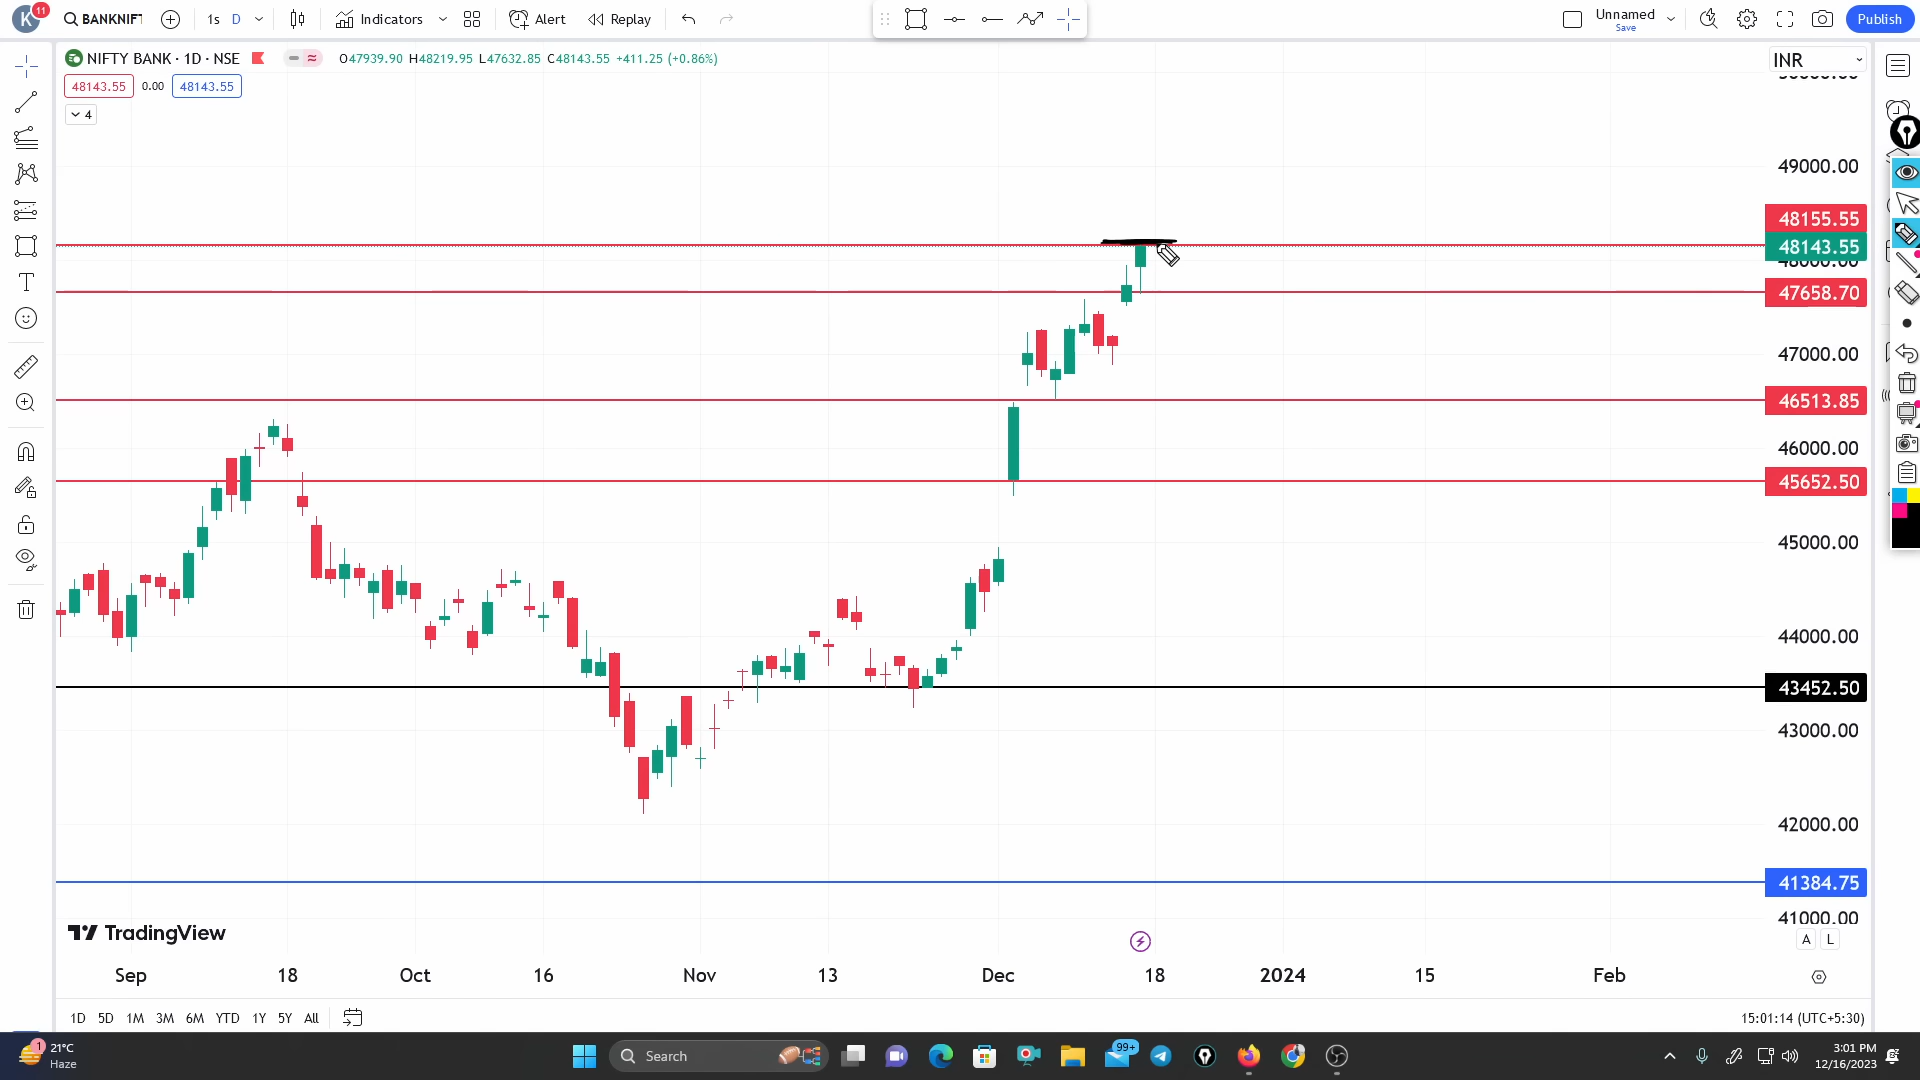 K
11
BANKNIFT
1s
D
Indicators
Alert
Replay
Unnamed
Save
Publish
NIFTY BANK · 1D · NSE
O47939.90 H48219.95 L47632.85 C48143.55 +411.25 (+0.86%)
INR
48143.55
0.00
48143.55
4
49000.00
48155.55
48143.55
47658.70
47000.00
46513.85
46000.00
45652.50
45000.00
44000.00
43452.50
43000.00
42000.00
41384.75
41000.00
TradingView
A
L
Sep
18
Oct
16
Nov
13
Dec
18
2024
15
Feb
1D
5D
1M
3M
6M
YTD
1Y
5Y
All
15:01:14 (UTC+5:30)
1
21°C
Haze
Search
99+
3:01 PM
12/16/2023